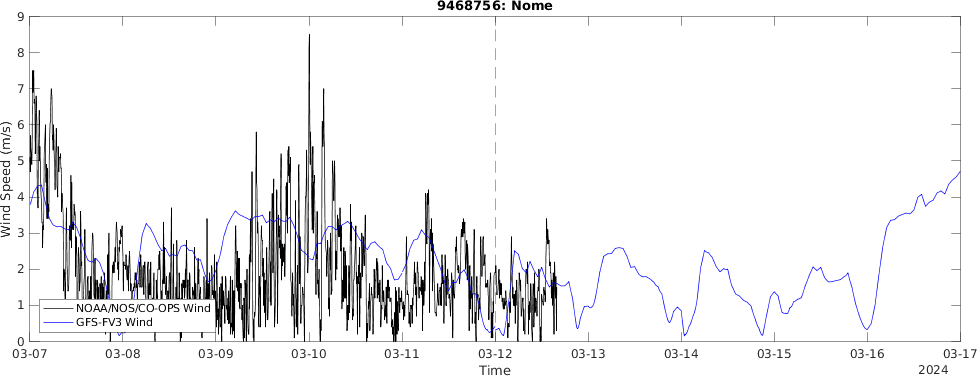 9468756: Nome
9
8
7
6
5
4
3
2
1
0
Wind Speed (m/s)
NOAA/NOS/CO-OPS Wind
GFS-FV3 Wind
03-07 03-08 03-09 03-10 03-11 03-12 03-13 03-14 03-15 03-16 03-17
Time
2024